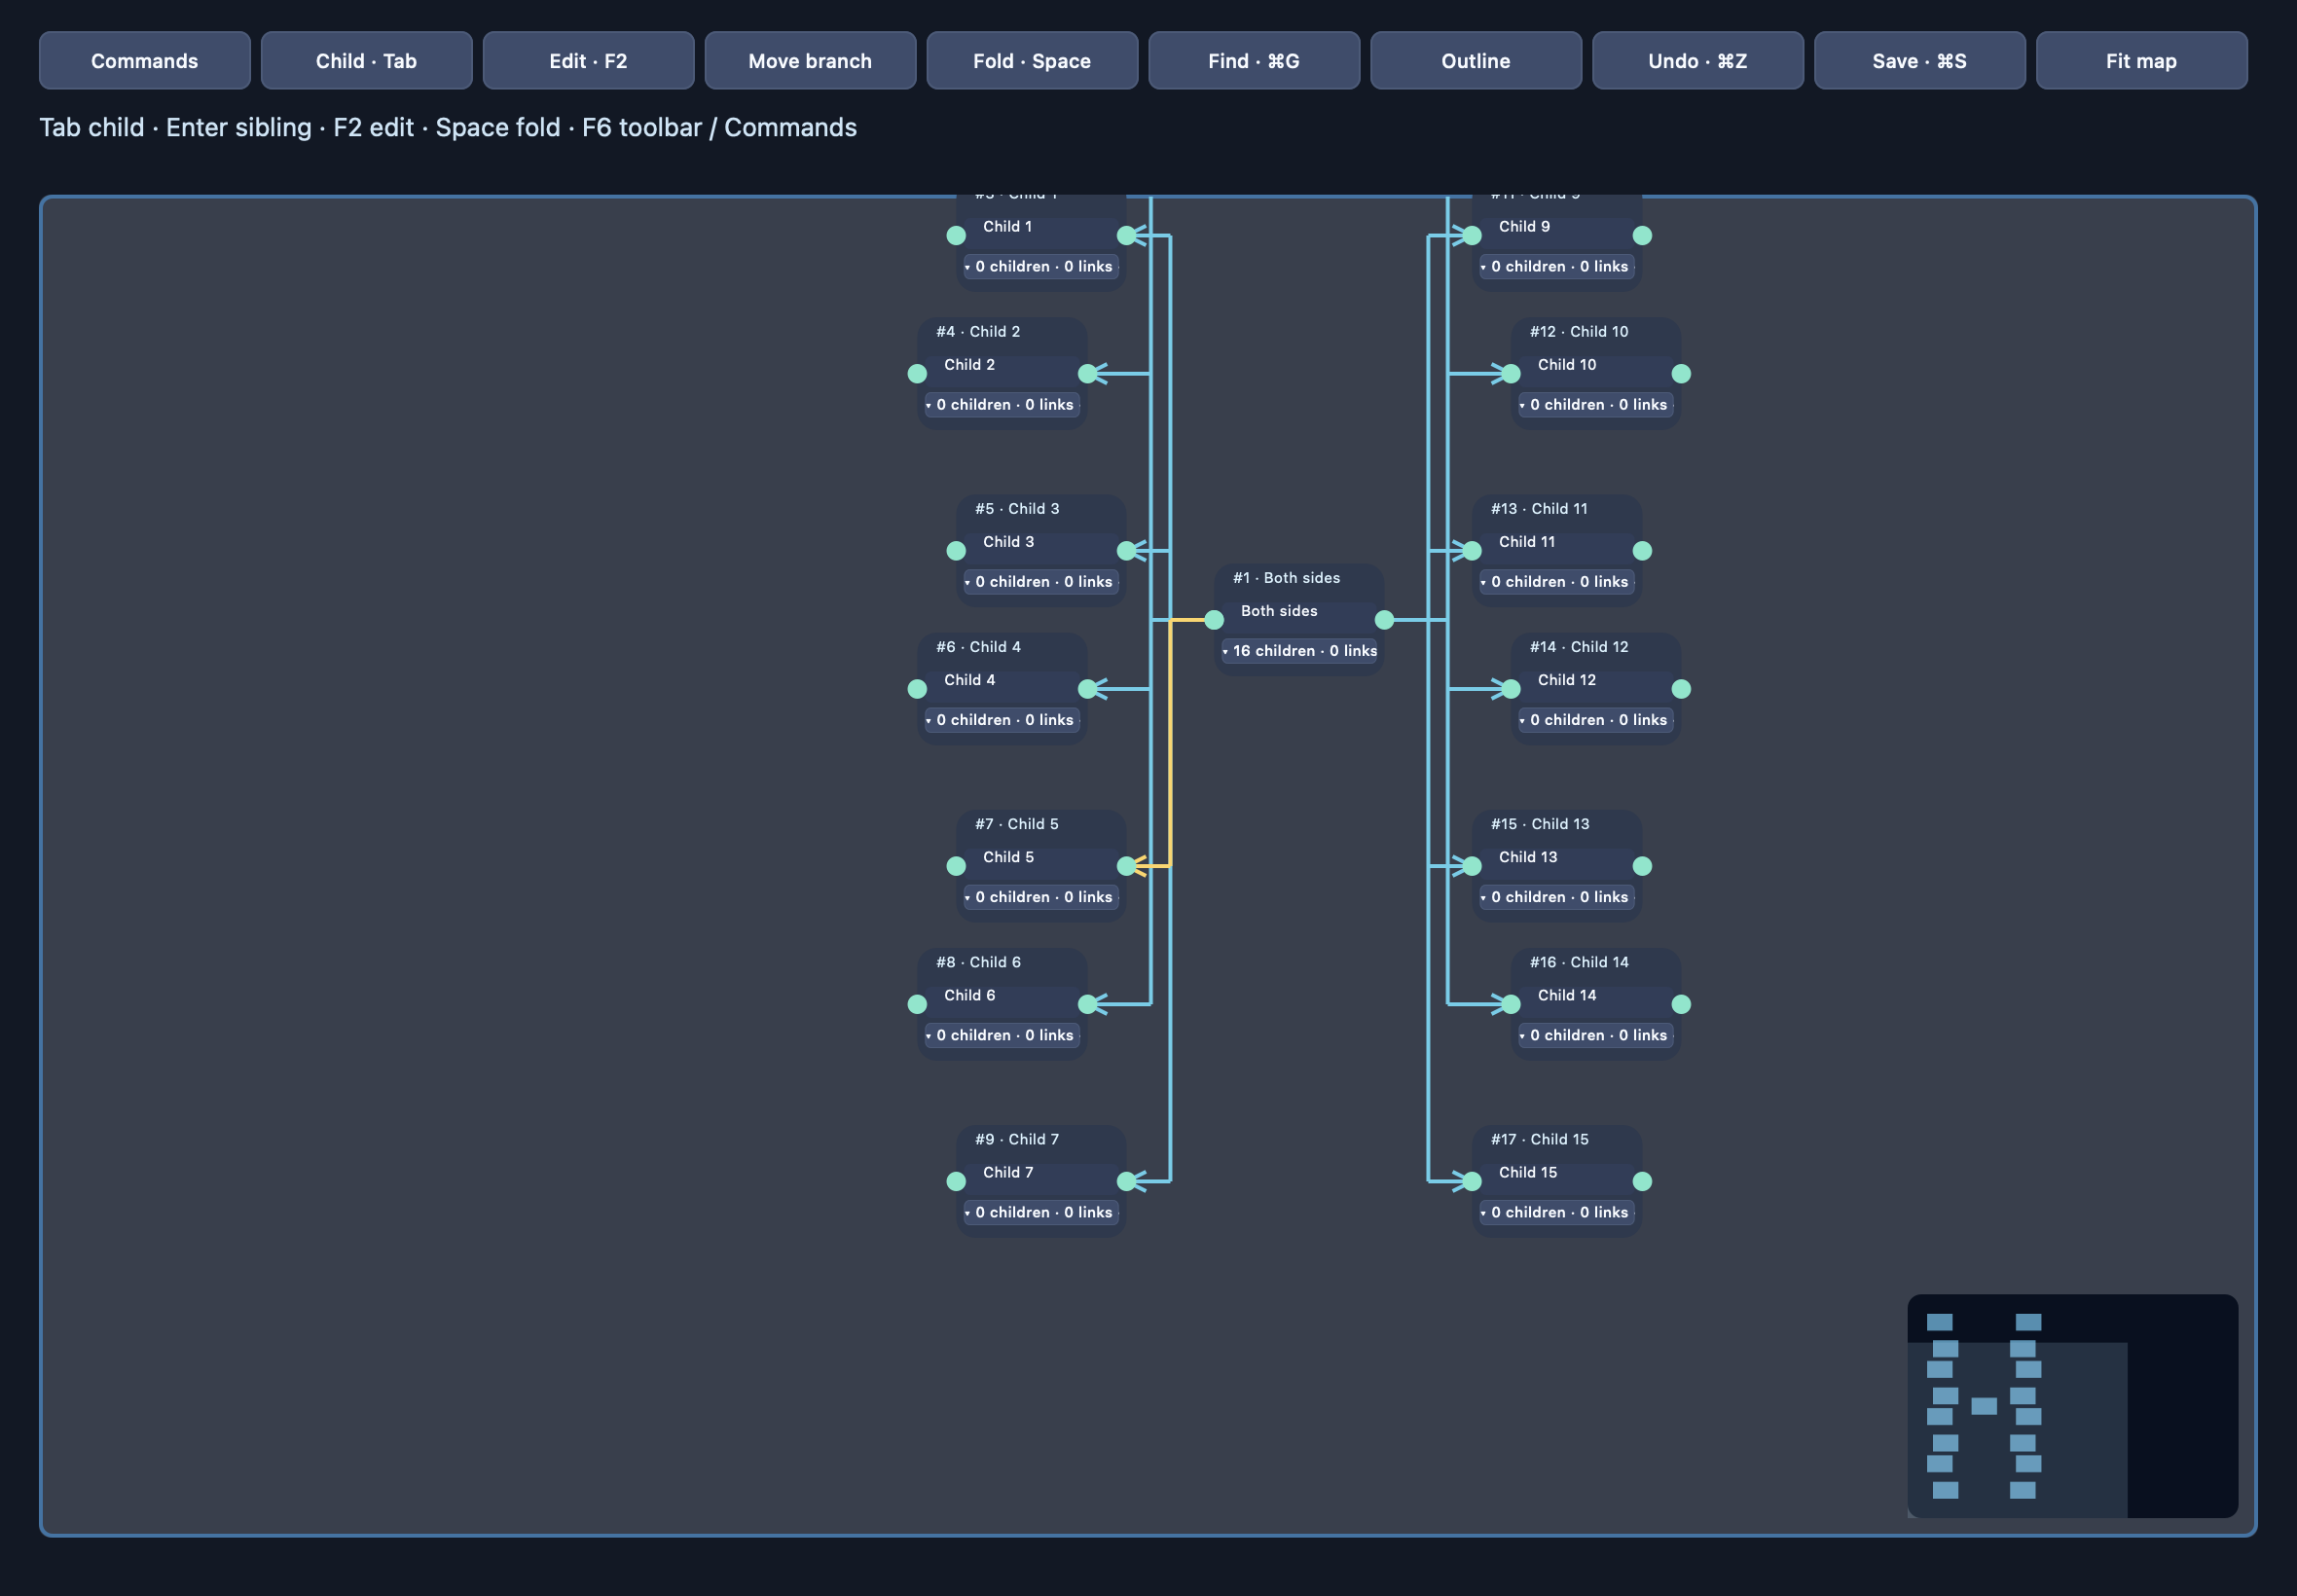 Commands
Child · Tab
Edit · F2
Move branch
Fold · Space
Find · ⌘G
Outline
Undo · ⌘Z
Save · ⌘S
Fit map
Tab child · Enter sibling · F2 edit · Space fold · F6 toolbar / Commands
Child 1
▾ 0 children · 0 links
#4 · Child 2
Child 2
▾ 0 children · 0 links
#5 · Child 3
Child 3
▾ 0 children · 0 links
#6 · Child 4
Child 4
▾ 0 children · 0 links
#7 · Child 5
Child 5
▾ 0 children · 0 links
#8 · Child 6
Child 6
▾ 0 children · 0 links
#9 · Child 7
Child 7
▾ 0 children · 0 links
#1 · Both sides
Both sides
▾ 16 children · 0 links
Child 9
▾ 0 children · 0 links
#12 · Child 10
Child 10
▾ 0 children · 0 links
#13 · Child 11
Child 11
▾ 0 children · 0 links
#14 · Child 12
Child 12
▾ 0 children · 0 links
#15 · Child 13
Child 13
▾ 0 children · 0 links
#16 · Child 14
Child 14
▾ 0 children · 0 links
#17 · Child 15
Child 15
▾ 0 children · 0 links